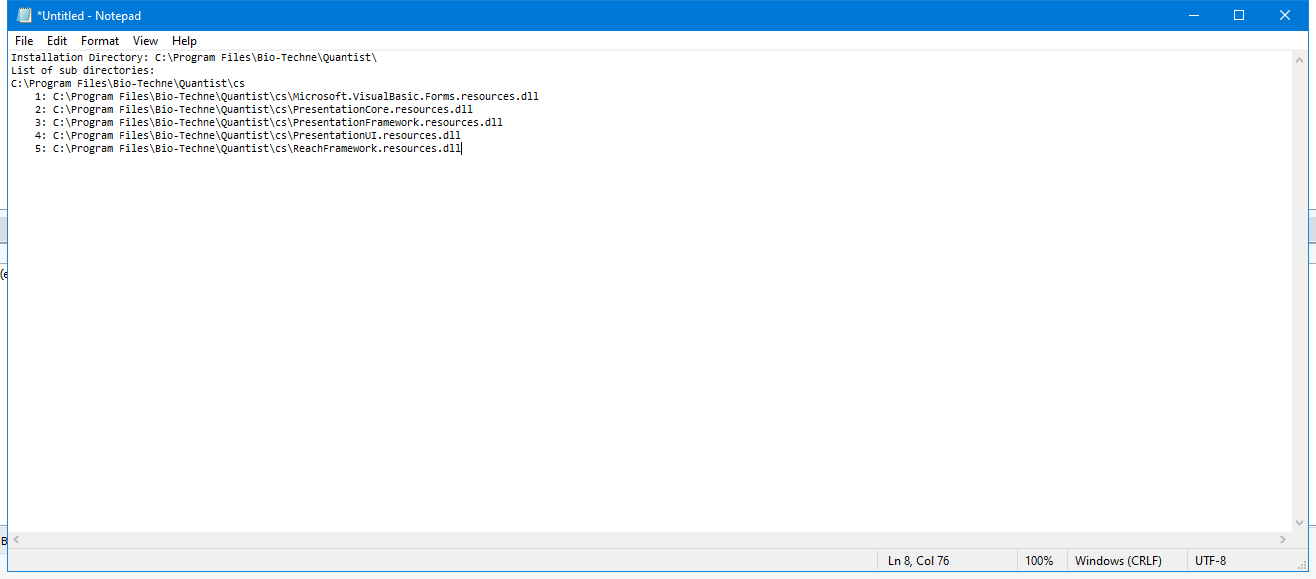 *Untitled - Notepad
File Edit Format View Help
Installation Directory: C:\Program Files\Bio-Techne\Quantist\
List of sub directories:
C:\Program Files\Bio-Techne\Quantist\cs
    1: C:\Program Files\Bio-Techne\Quantist\cs\Microsoft.VisualBasic.Forms.resources.dll
    2: C:\Program Files\Bio-Techne\Quantist\cs\PresentationCore.resources.dll
    3: C:\Program Files\Bio-Techne\Quantist\cs\PresentationFramework.resources.dll
    4: C:\Program Files\Bio-Techne\Quantist\cs\PresentationUI.resources.dll
    5: C:\Program Files\Bio-Techne\Quantist\cs\ReachFramework.resources.dll
Ln 8, Col 76 100% Windows (CRLF) UTF-8